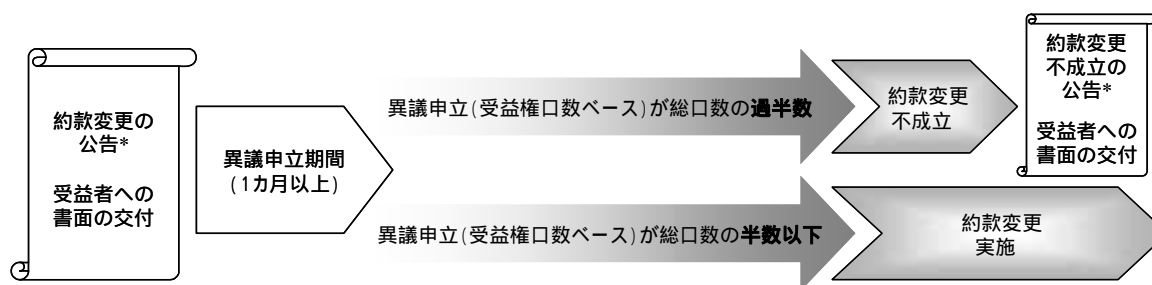 約款変更の
公告*
受益者への
書面の交付
異議申立期間
(1カ月以上)
異議申立(受益権口数ベース)が総口数の過半数
約款変更
不成立
約款変更
不成立の
公告*
受益者への
書面の交付
異議申立(受益権口数ベース)が総口数の半数以下
約款変更
実施